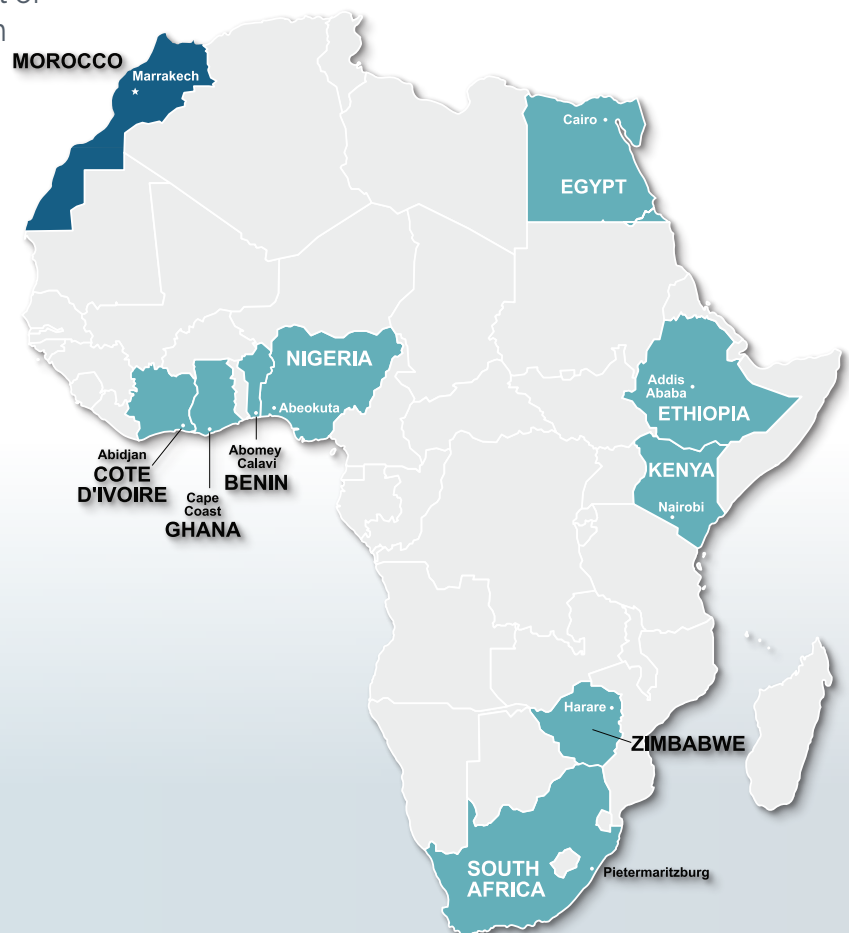 MOROCCO
Marrakech
Cairo
EGYPT
NIGERIA
Abeokuta
Addis
Ababa
ETHIOPIA
KENYA
Nairobi
Abidjan
COTE
D'IVOIRE
Cape
Coast
GHANA
Abomey
Calavi
BENIN
Harare
ZIMBABWE
SOUTH
AFRICA
Pietermaritzburg